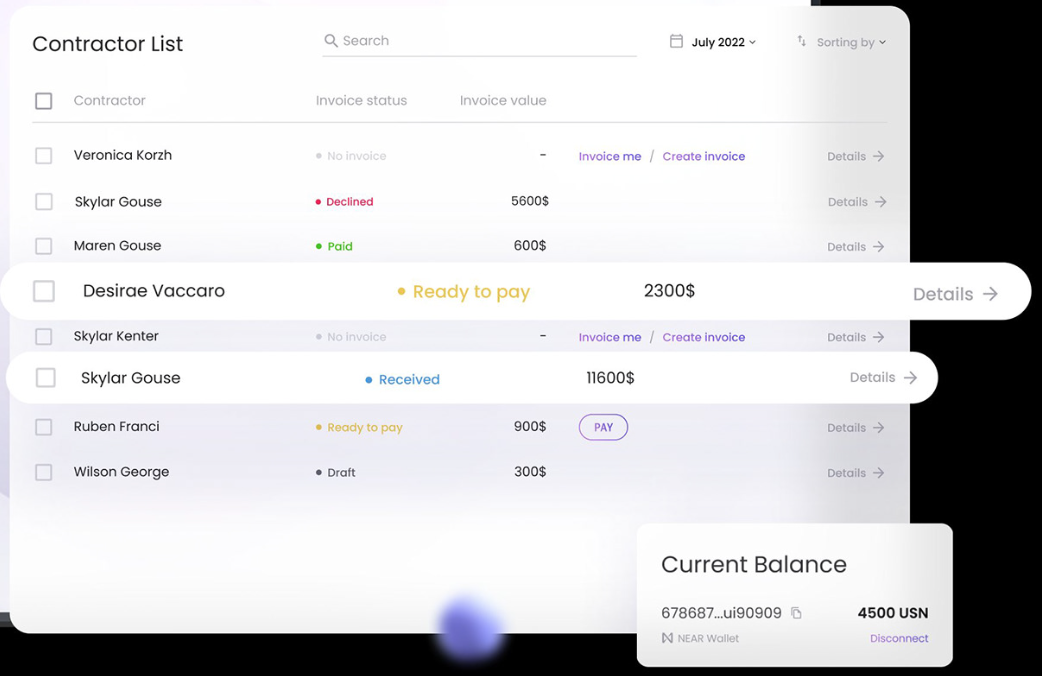 Contractor List Search July 2022 Sorting by
Contractor Invoice status Invoice value
Veronica Korzh No invoice - Invoice me / Create invoice Details
Skylar Gouse Declined 5600$ Details
Maren Gouse Paid 600$ Details
Desirae Vaccaro Ready to pay 2300$ Details
Skylar Kenter No invoice - Invoice me / Create invoice Details
Skylar Gouse Received 11600$ Details
Ruben Franci Ready to pay 900$ PAY Details
Wilson George Draft 300$ Details
Current Balance
678687...ui90909 4500 USN
NEAR Wallet Disconnect